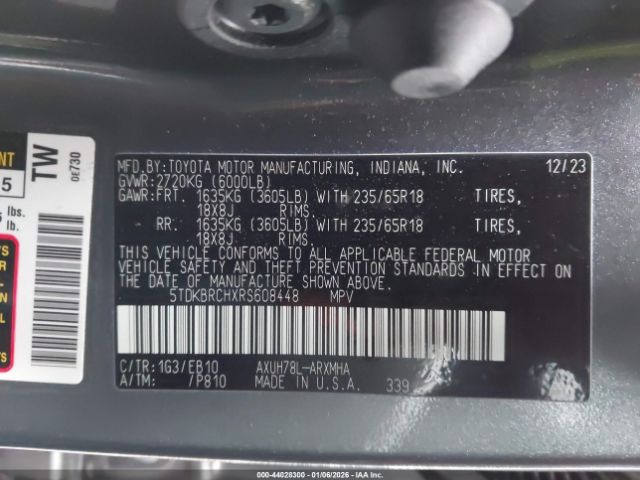 NT
5
5 lbs.
lb.
TW
0E730
MFD.BY:TOYOTA MOTOR MANUFACTURING, INDIANA, INC. 12/23
GVWR:2720KG (6000LB)
GAWR:FRT. 1635KG (3605LB) WITH 235/65R18 TIRES,
18X8J RIMS.
RR. 1635KG (3605LB) WITH 235/65R18 TIRES,
18X8J RIMS.
THIS VEHICLE CONFORMS TO ALL APPLICABLE FEDERAL MOTOR
VEHICLE SAFETY AND THEFT PREVENTION STANDARDS IN EFFECT
ON THE DATE OF MANUFACTURE SHOWN ABOVE.
5TDKBRCHXRS608448 MPV
C/TR:1G3/EB10 AXUH78L-ARXMHA
A/TM: /P810 MADE IN U.S.A. 339
000-44028300 - 01/06/2026 - IAA Inc.